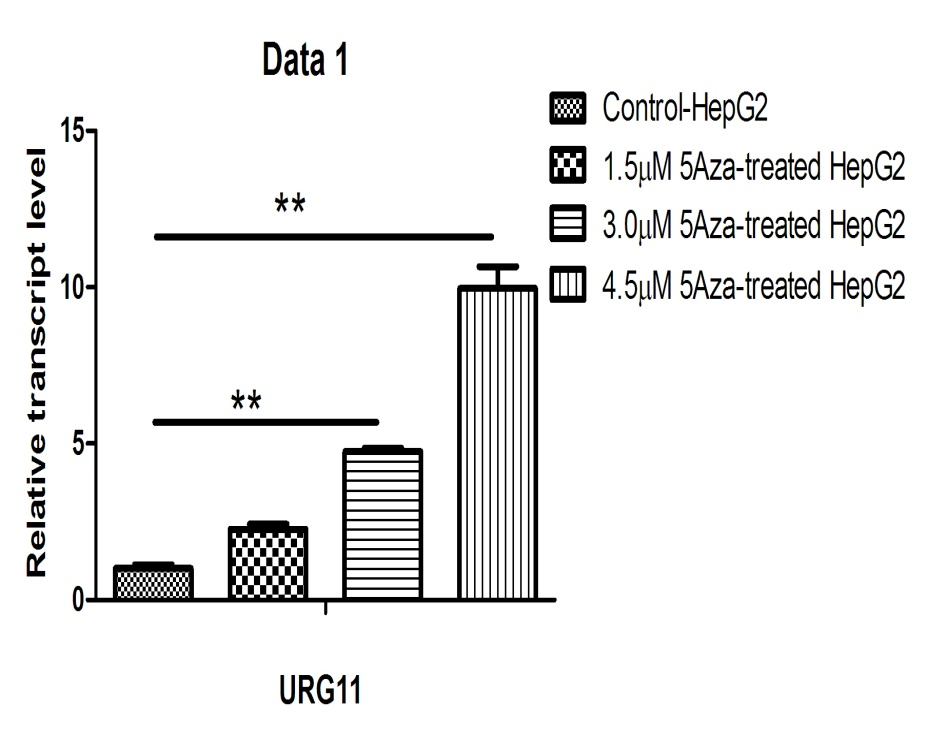 Data 1
Control-HepG2
1.5μM 5Aza-treated HepG2
3.0μM 5Aza-treated HepG2
4.5μM 5Aza-treated HepG2
Relative transcript level
15
10
5
0
**
**
URG11